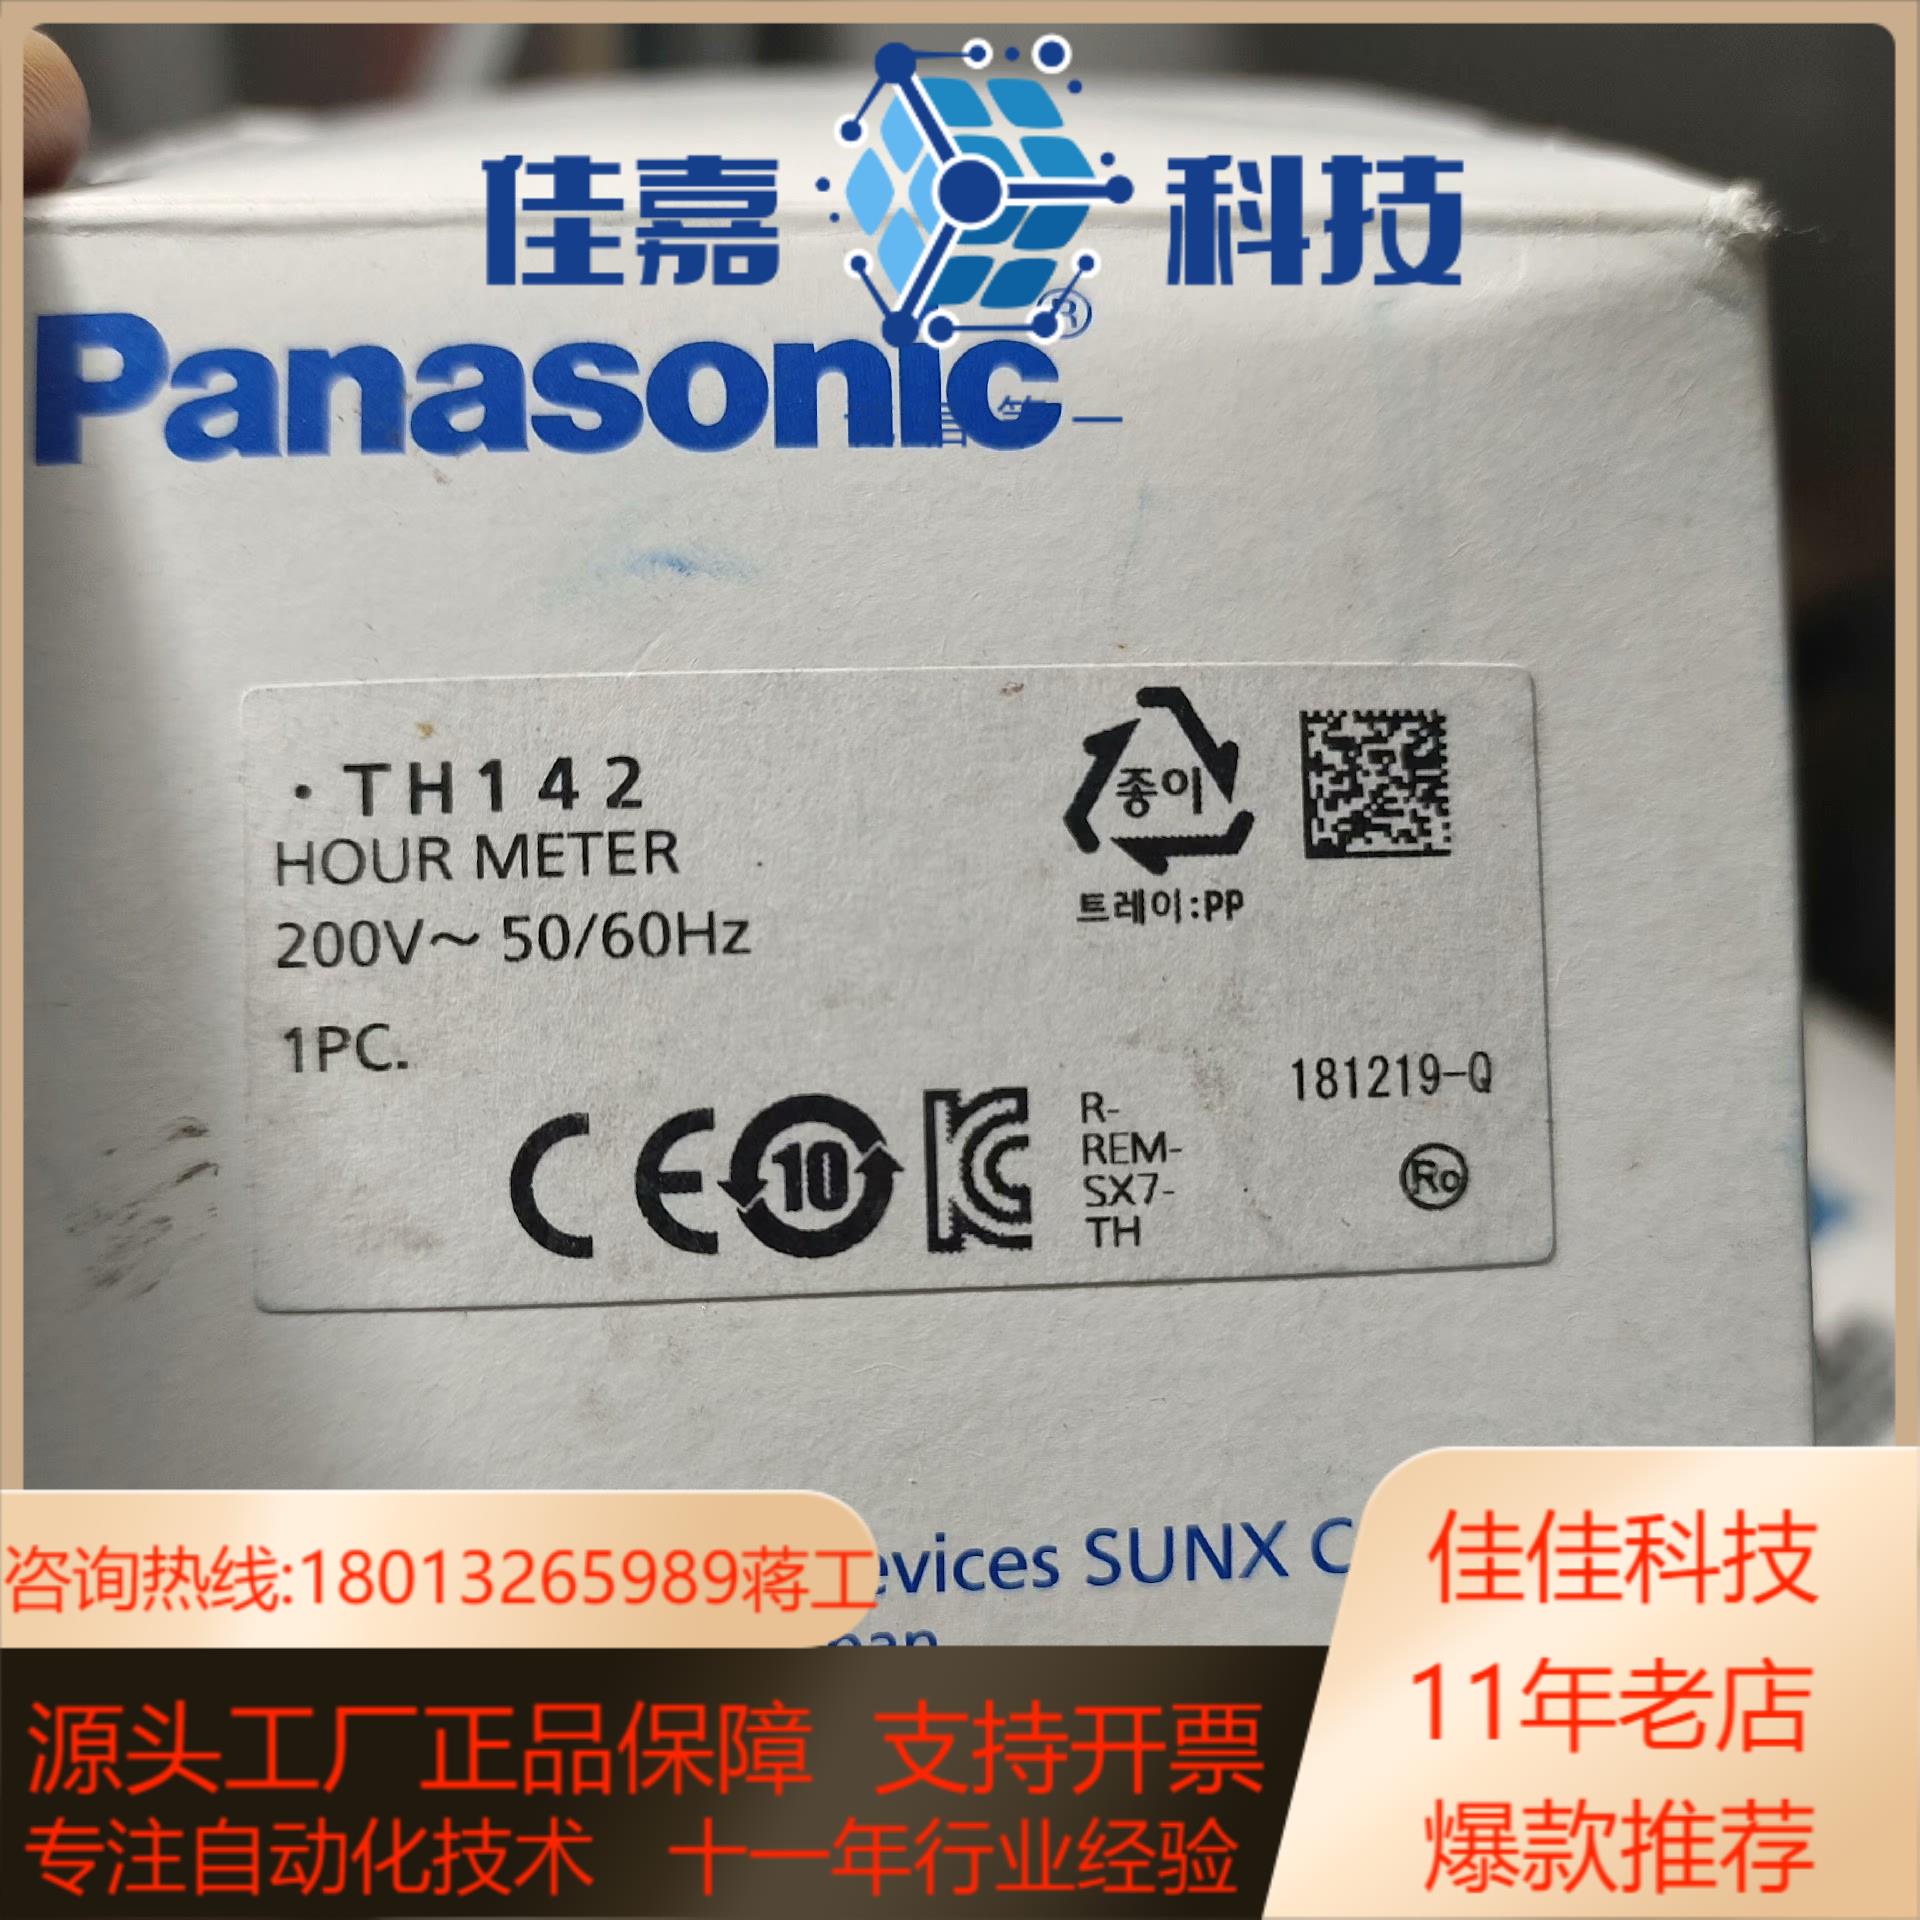 佳嘉 科技
Panasonic®
· TH142
HOUR METER
200V～ 50/60Hz
1PC.
종이
트레이:PP
181219-Q
CE
10
R-
REM-
SX7-
TH
Ro
evices SUNX C
咨询热线:18013265989蒋工
源头工厂正品保障 支持开票
专注自动化技术 十一年行业经验
佳佳科技
11年老店
爆款推荐